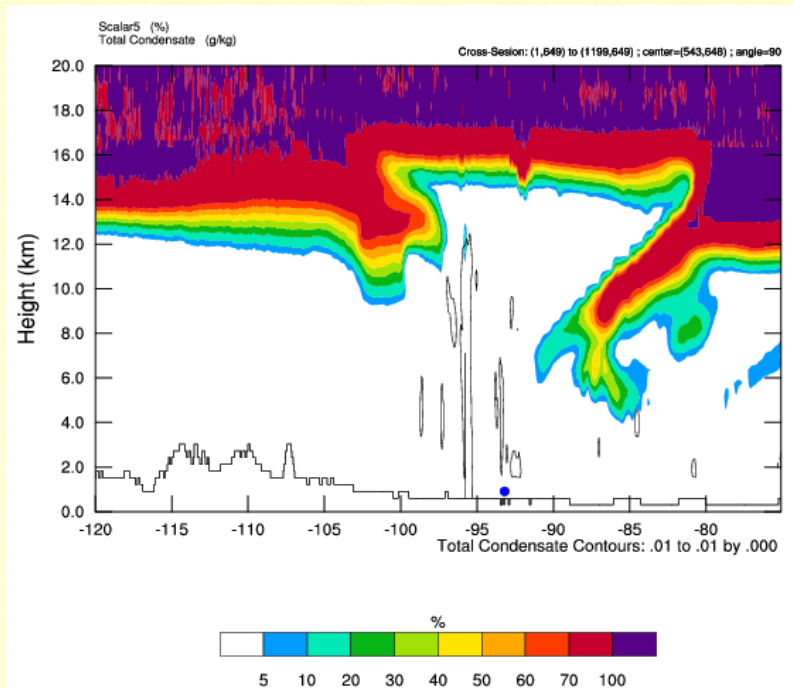 Scalar5 (%)
Total Condensate (g/kg)
Cross-Sesion: (1,649) to (1199,649) ; center=(543,648) ; angle=90
20.0
18.0
16.0
14.0
12.0
10.0
8.0
6.0
4.0
2.0
0.0
Height (km)
-120 -115 -110 -105 -100 -95 -90 -85 -80
Total Condensate Contours: .01 to .01 by .000
%
5 10 20 30 40 50 60 70 100